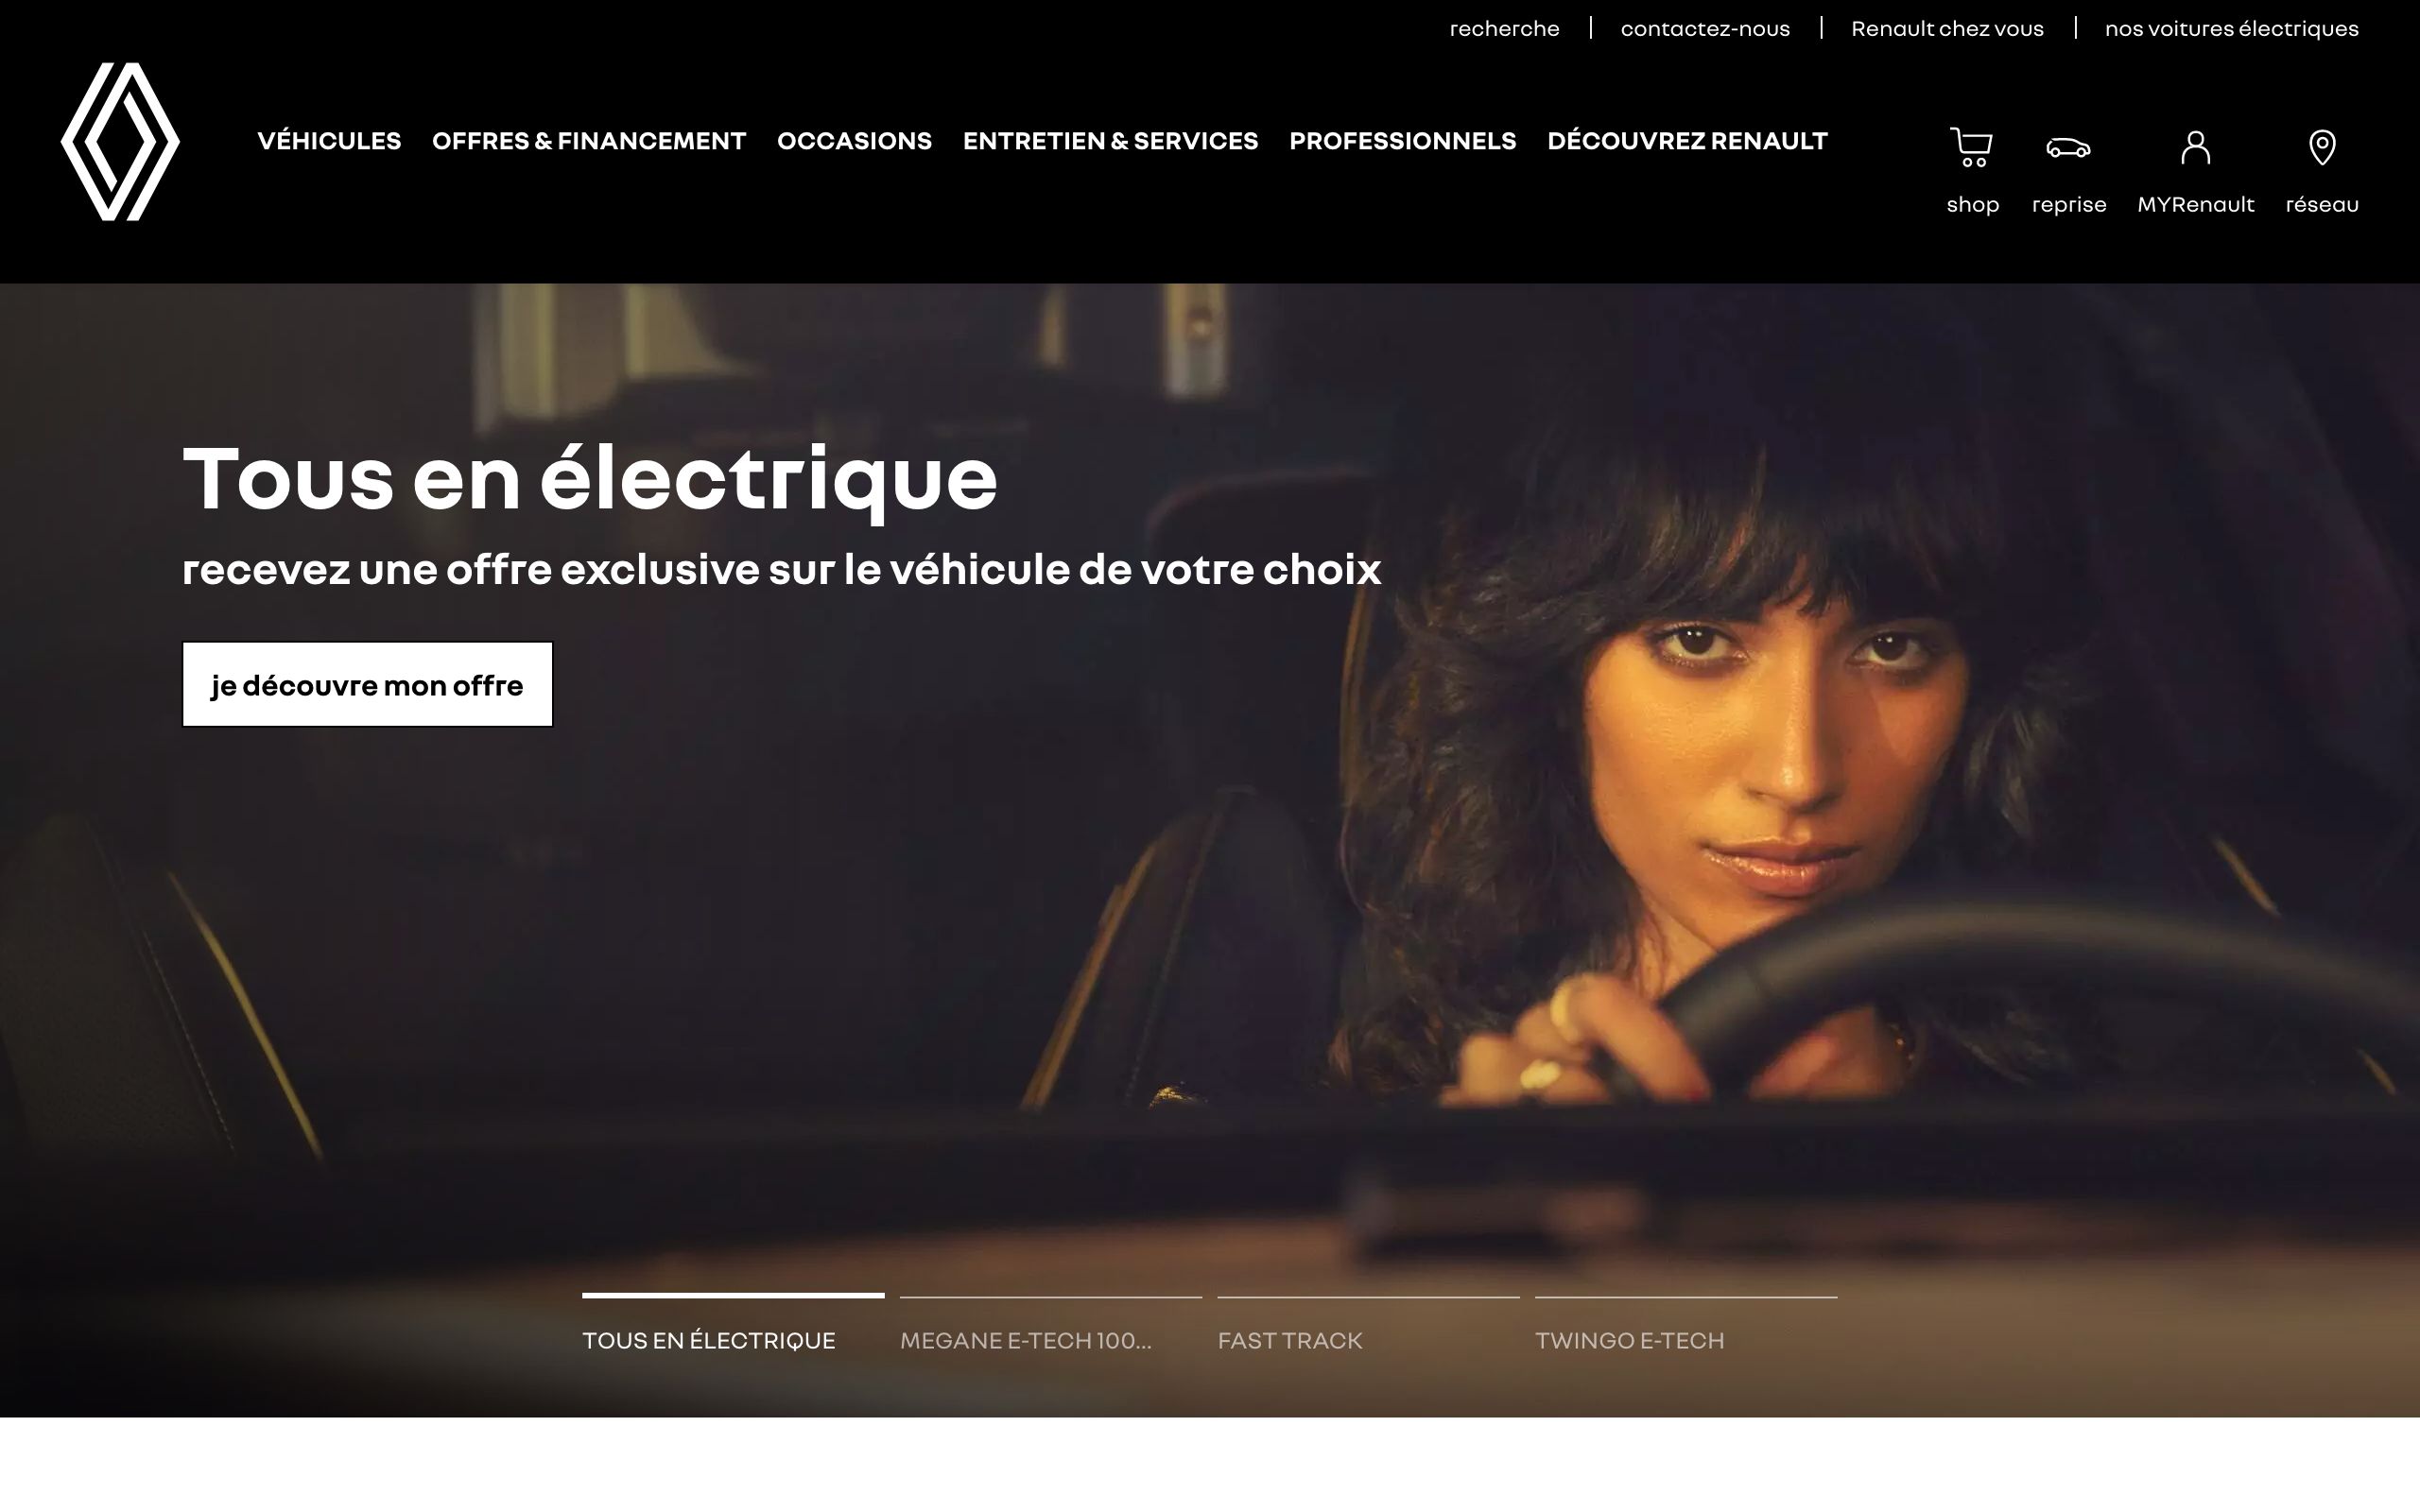 recherche
contactez-nous
Renault chez vous
nos voitures électriques
VÉHICULES
OFFRES & FINANCEMENT
OCCASIONS
ENTRETIEN & SERVICES
PROFESSIONNELS
DÉCOUVREZ RENAULT
shop
reprise
MYRenault
réseau
Tous en électrique
recevez une offre exclusive sur le véhicule de votre choix
je découvre mon offre
TOUS EN ÉLECTRIQUE
MEGANE E-TECH 100...
FAST TRACK
TWINGO E-TECH